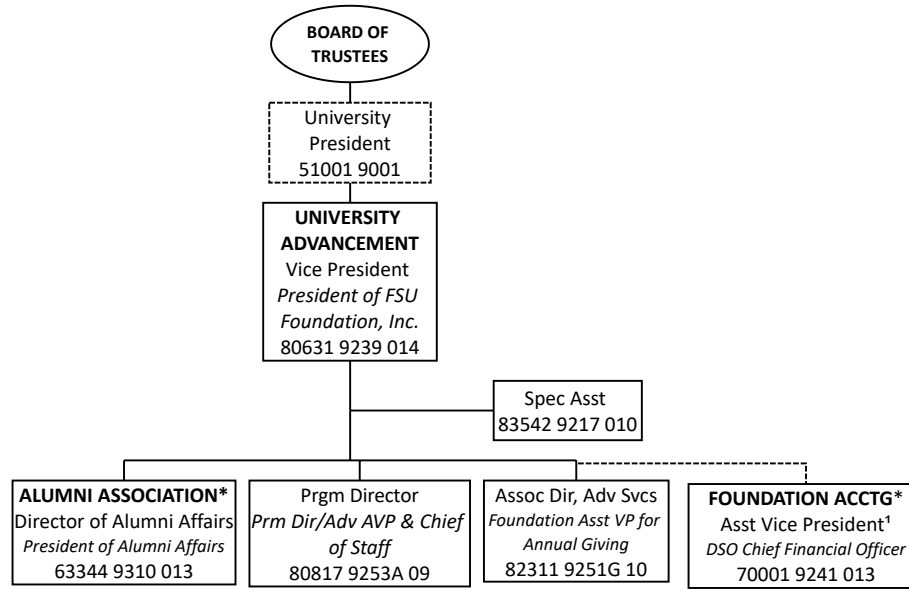 BOARD OF
TRUSTEES
University
President
51001 9001
UNIVERSITY
ADVANCEMENT
Vice President
President of FSU
Foundation, Inc.
80631 9239 014
Spec Asst
83542 9217 010
ALUMNI ASSOCIATION*
Director of Alumni Affairs
President of Alumni Affairs
63344 9310 013
Prgm Director
Prm Dir/Adv AVP & Chief
of Staff
80817 9253A 09
Assoc Dir, Adv Svcs
Foundation Asst VP for
Annual Giving
82311 9251G 10
FOUNDATION ACCTG*
Asst Vice President¹
DSO Chief Financial Officer
70001 9241 013